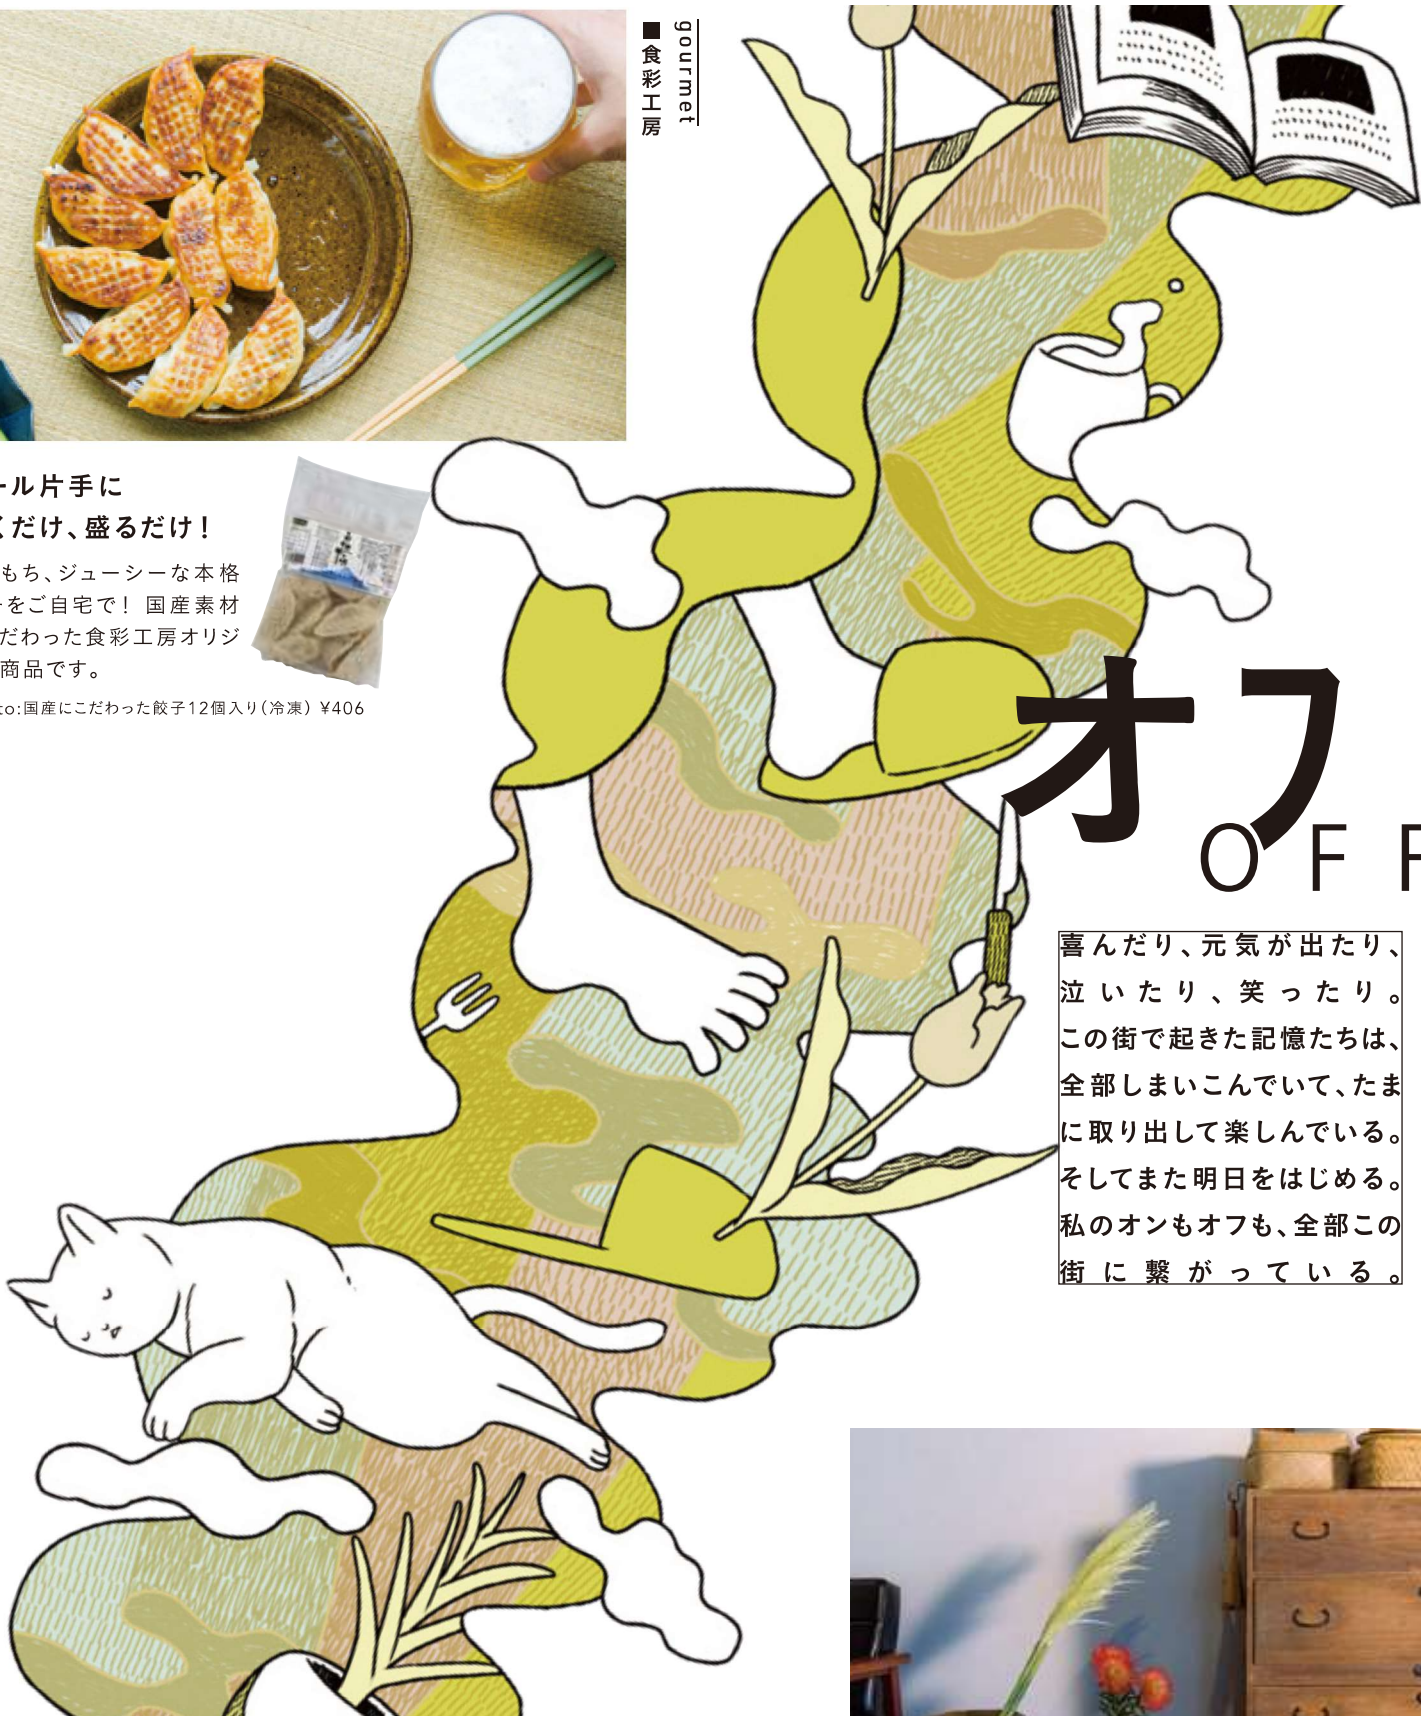 gourmet
■食彩工房
ール片手に
くだけ、盛るだけ！
もち、ジューシーな本格
をご自宅で！ 国産素材
だわった食彩工房オリジ
商品です。
to:国産にこだわった餃子12個入り（冷凍） ¥406
オフ
OFF
喜んだり、元気が出たり、
泣いたり、笑ったり。
この街で起きた記憶たちは、
全部しまいこんでいて、たま
に取り出して楽しんでいる。
そしてまた明日をはじめる。
私のオンもオフも、全部この
街に繋がっている。